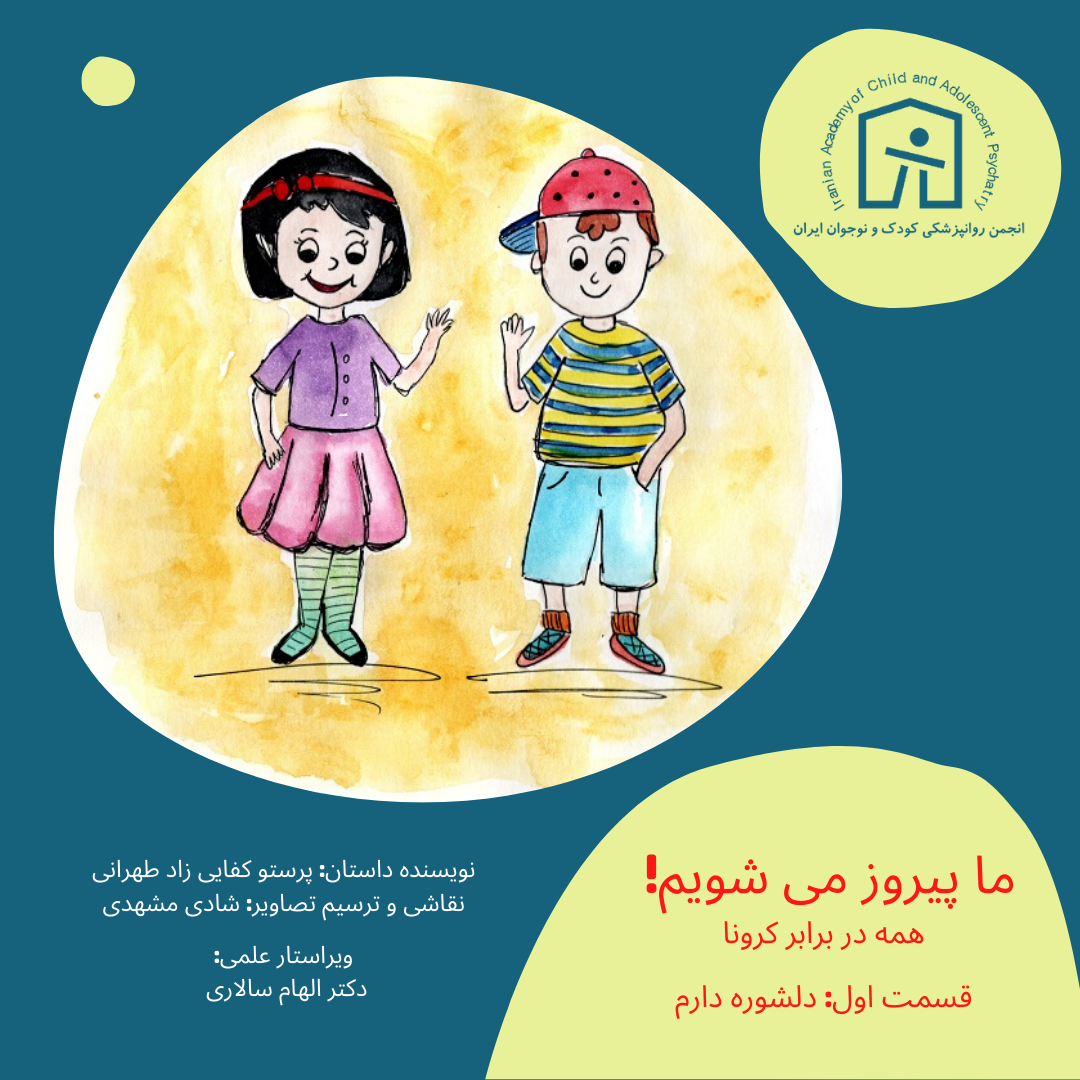 Iranian Academy of Child and Adolescent Psychatry
انجمن روانپزشکی کودک و نوجوان ایران
ما پیروز می شویم!
همه در برابر کرونا
قسمت اول: دلشوره دارم
نویسنده داستان: پرستو کفایی زاد طهرانی
نقاشی و ترسیم تصاویر: شادی مشهدی
ویراستار علمی:
دکتر الهام سالاری